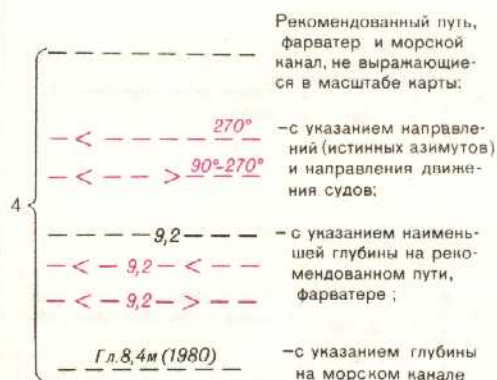 Рекомендованный путь,
фарватер и морской
канал, не выражающие-
ся в масштабе карты:
270°
90°-270°
– с указанием направле-
ний (истинных азимутов)
и направления движе-
ния судов;
4
9,2
9,2
9,2
– с указанием наимень-
шей глубины на реко-
мендованном пути,
фарватере ;
Гл. 8,4м (1980)
– с указанием глубины
на морском канале